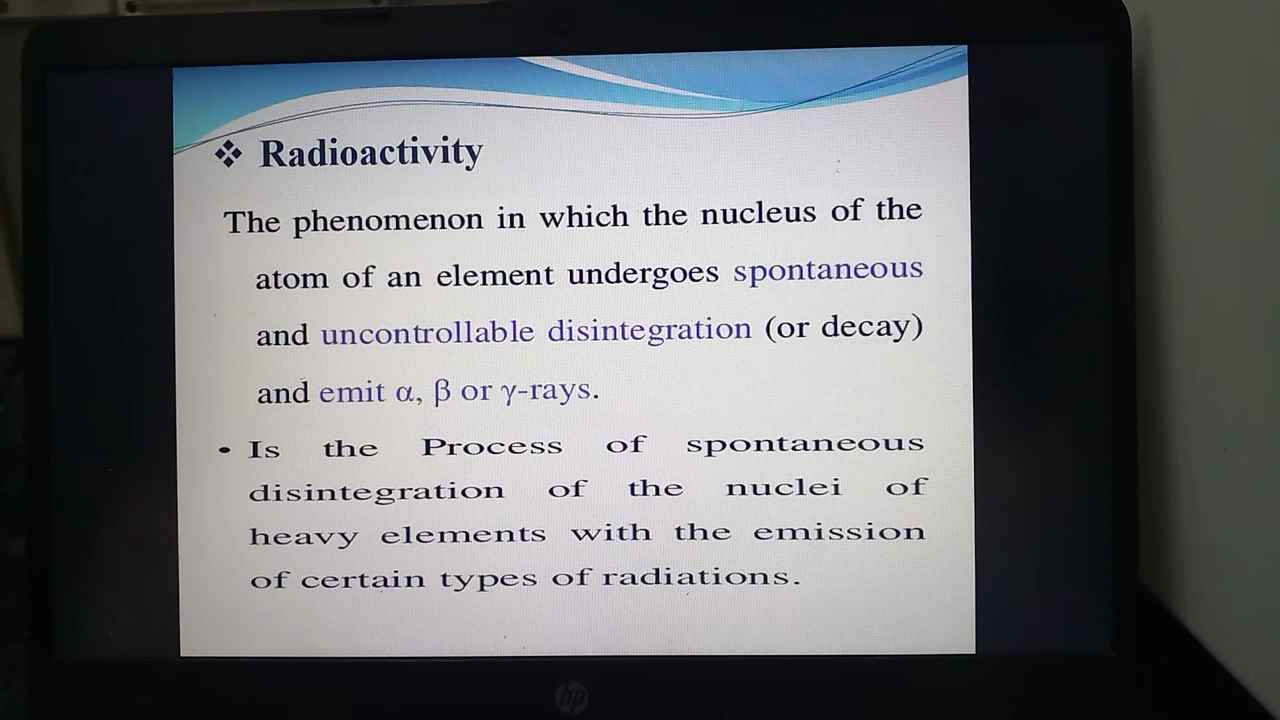 ❖ Radioactivity
The phenomenon in which the nucleus of the
atom of an element undergoes spontaneous
and uncontrollable disintegration (or decay)
and emit α, β or γ-rays.
• Is the Process of spontaneous
disintegration of the nuclei of
heavy elements with the emission
of certain types of radiations.
hp